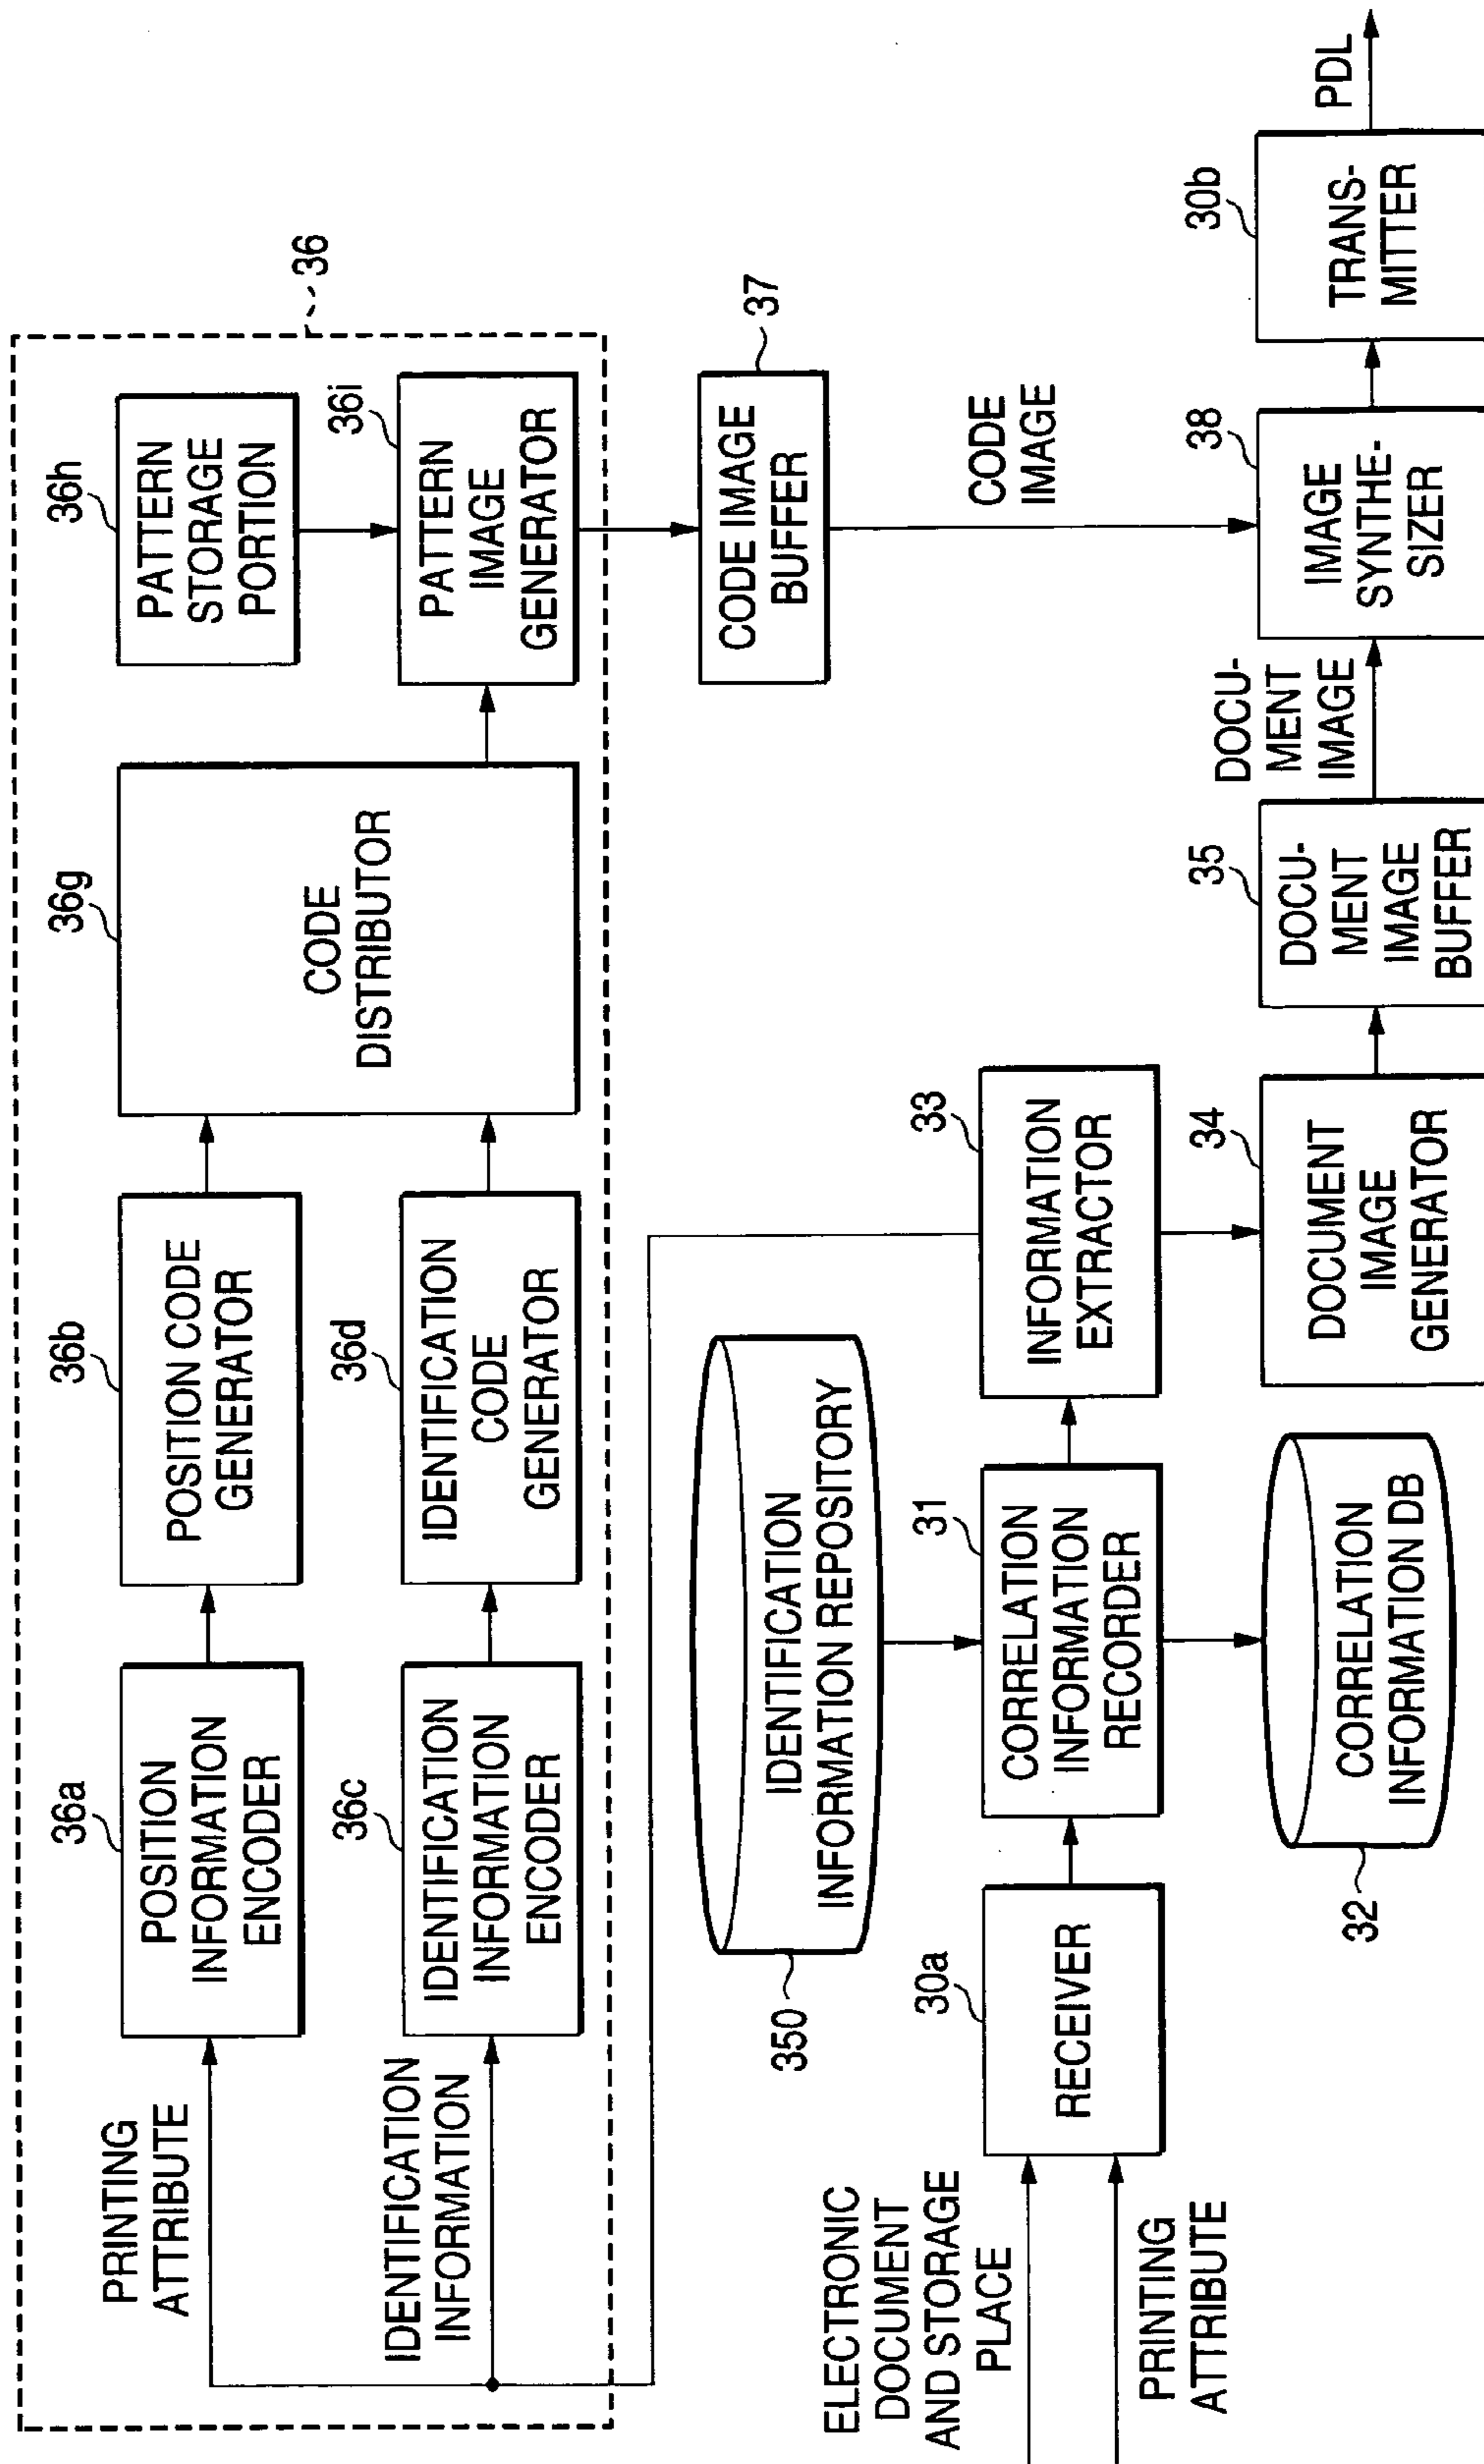 36
36a
POSITION
INFORMATION
ENCODER
36b
POSITION CODE
GENERATOR
36g
CODE
DISTRIBUTOR
36h
PATTERN
STORAGE
PORTION
PRINTING
ATTRIBUTE
36c
IDENTIFICATION
INFORMATION
ENCODER
36d
IDENTIFICATION
CODE
GENERATOR
36i
PATTERN
IMAGE
GENERATOR
IDENTIFICATION
INFORMATION
350
IDENTIFICATION
INFORMATION REPOSITORY
37
CODE IMAGE
BUFFER
ELECTRONIC
DOCUMENT
AND STORAGE
PLACE
PRINTING
ATTRIBUTE
30a
RECEIVER
31
CORRELATION
INFORMATION
RECORDER
33
INFORMATION
EXTRACTOR
CODE
IMAGE
32
CORRELATION
INFORMATION DB
34
DOCUMENT
IMAGE
GENERATOR
35
DOCU-
MENT
IMAGE
BUFFER
DOCU-
MENT
IMAGE
38
IMAGE
SYNTHE-
SIZER
30b
TRANS-
MITTER
PDL